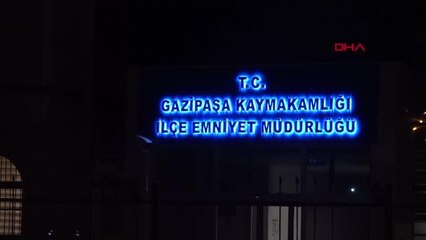 DHA
T.C.
GAZİPAŞA KAYMAKAMLIĞI
İLÇE EMNİYET MÜDÜRLÜĞÜ